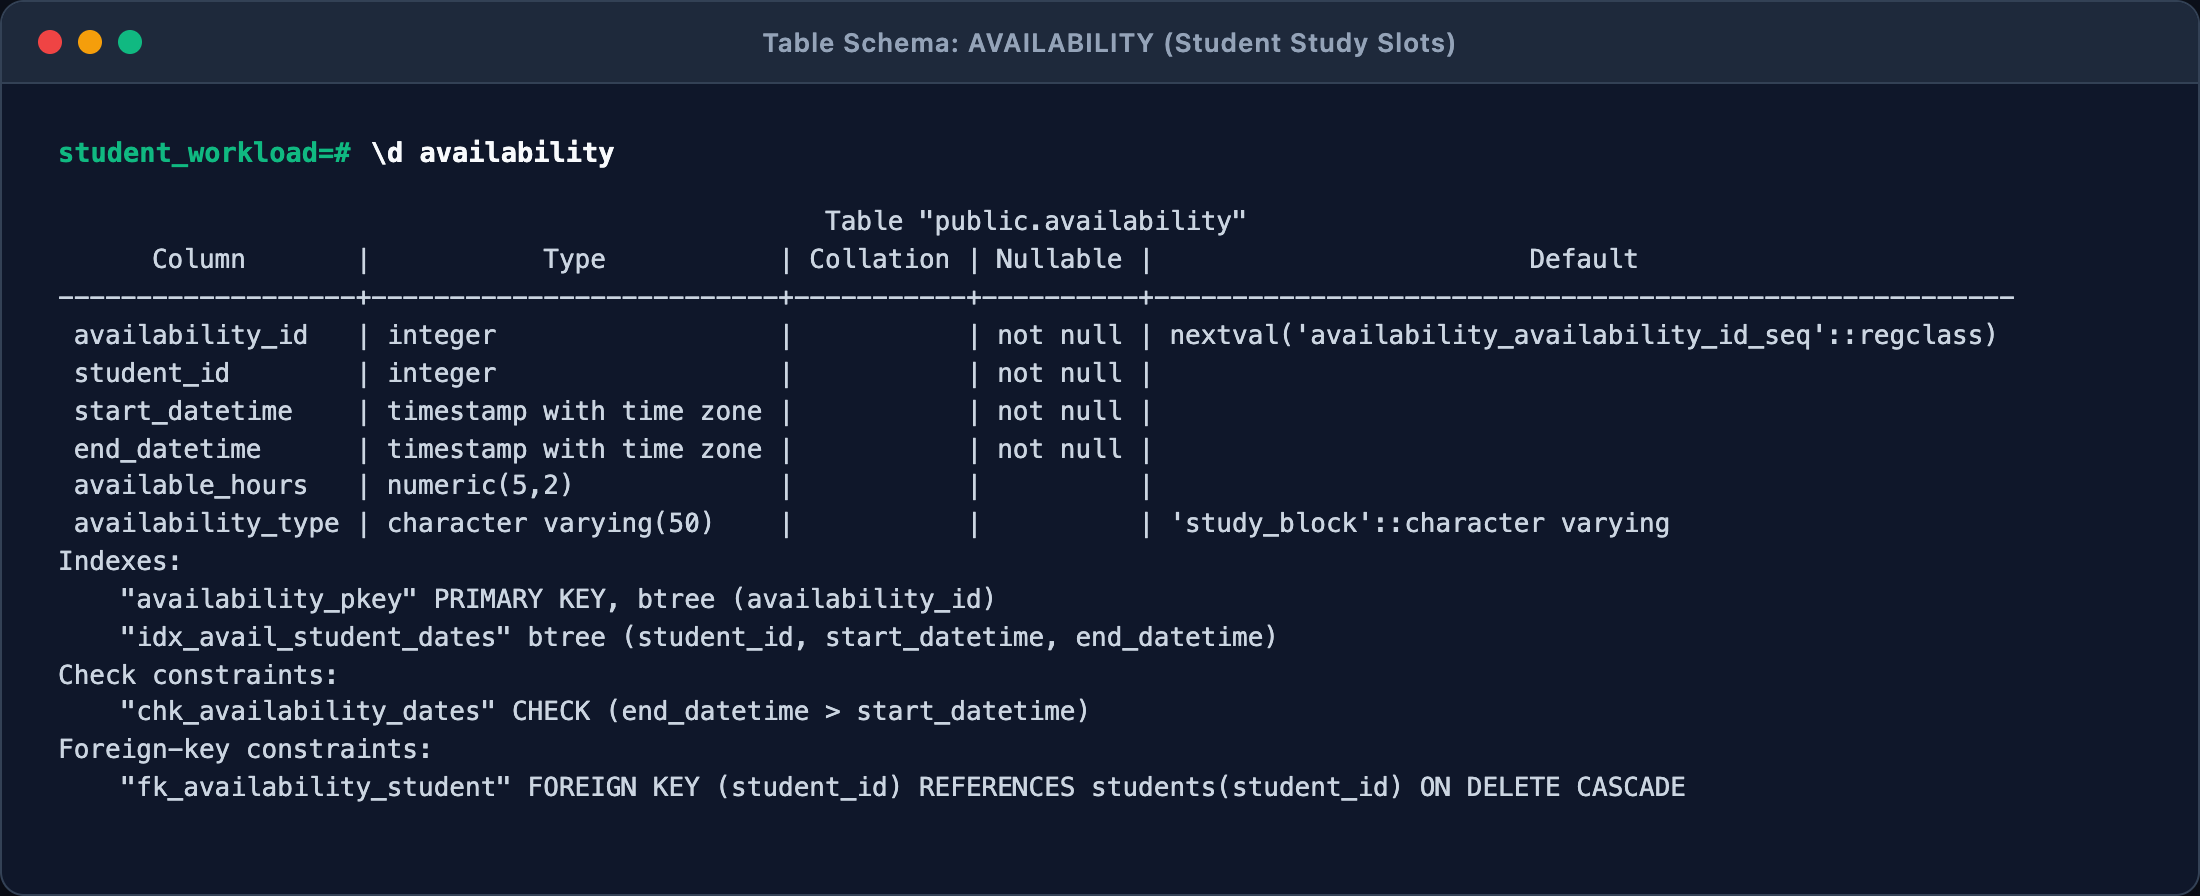 Table Schema: AVAILABILITY (Student Study Slots)
student_workload=# \d availability
Table "public.availability"
Column | Type | Collation | Nullable | Default
-------------------+--------------------------+-----------+----------+-------------------------------------------------------
availability_id | integer | | not null | nextval('availability_availability_id_seq'::regclass)
student_id | integer | | not null |
start_datetime | timestamp with time zone | | not null |
end_datetime | timestamp with time zone | | not null |
available_hours | numeric(5,2) | | |
availability_type | character varying(50) | | | 'study_block'::character varying
Indexes:
"availability_pkey" PRIMARY KEY, btree (availability_id)
"idx_avail_student_dates" btree (student_id, start_datetime, end_datetime)
Check constraints:
"chk_availability_dates" CHECK (end_datetime > start_datetime)
Foreign-key constraints:
"fk_availability_student" FOREIGN KEY (student_id) REFERENCES students(student_id) ON DELETE CASCADE